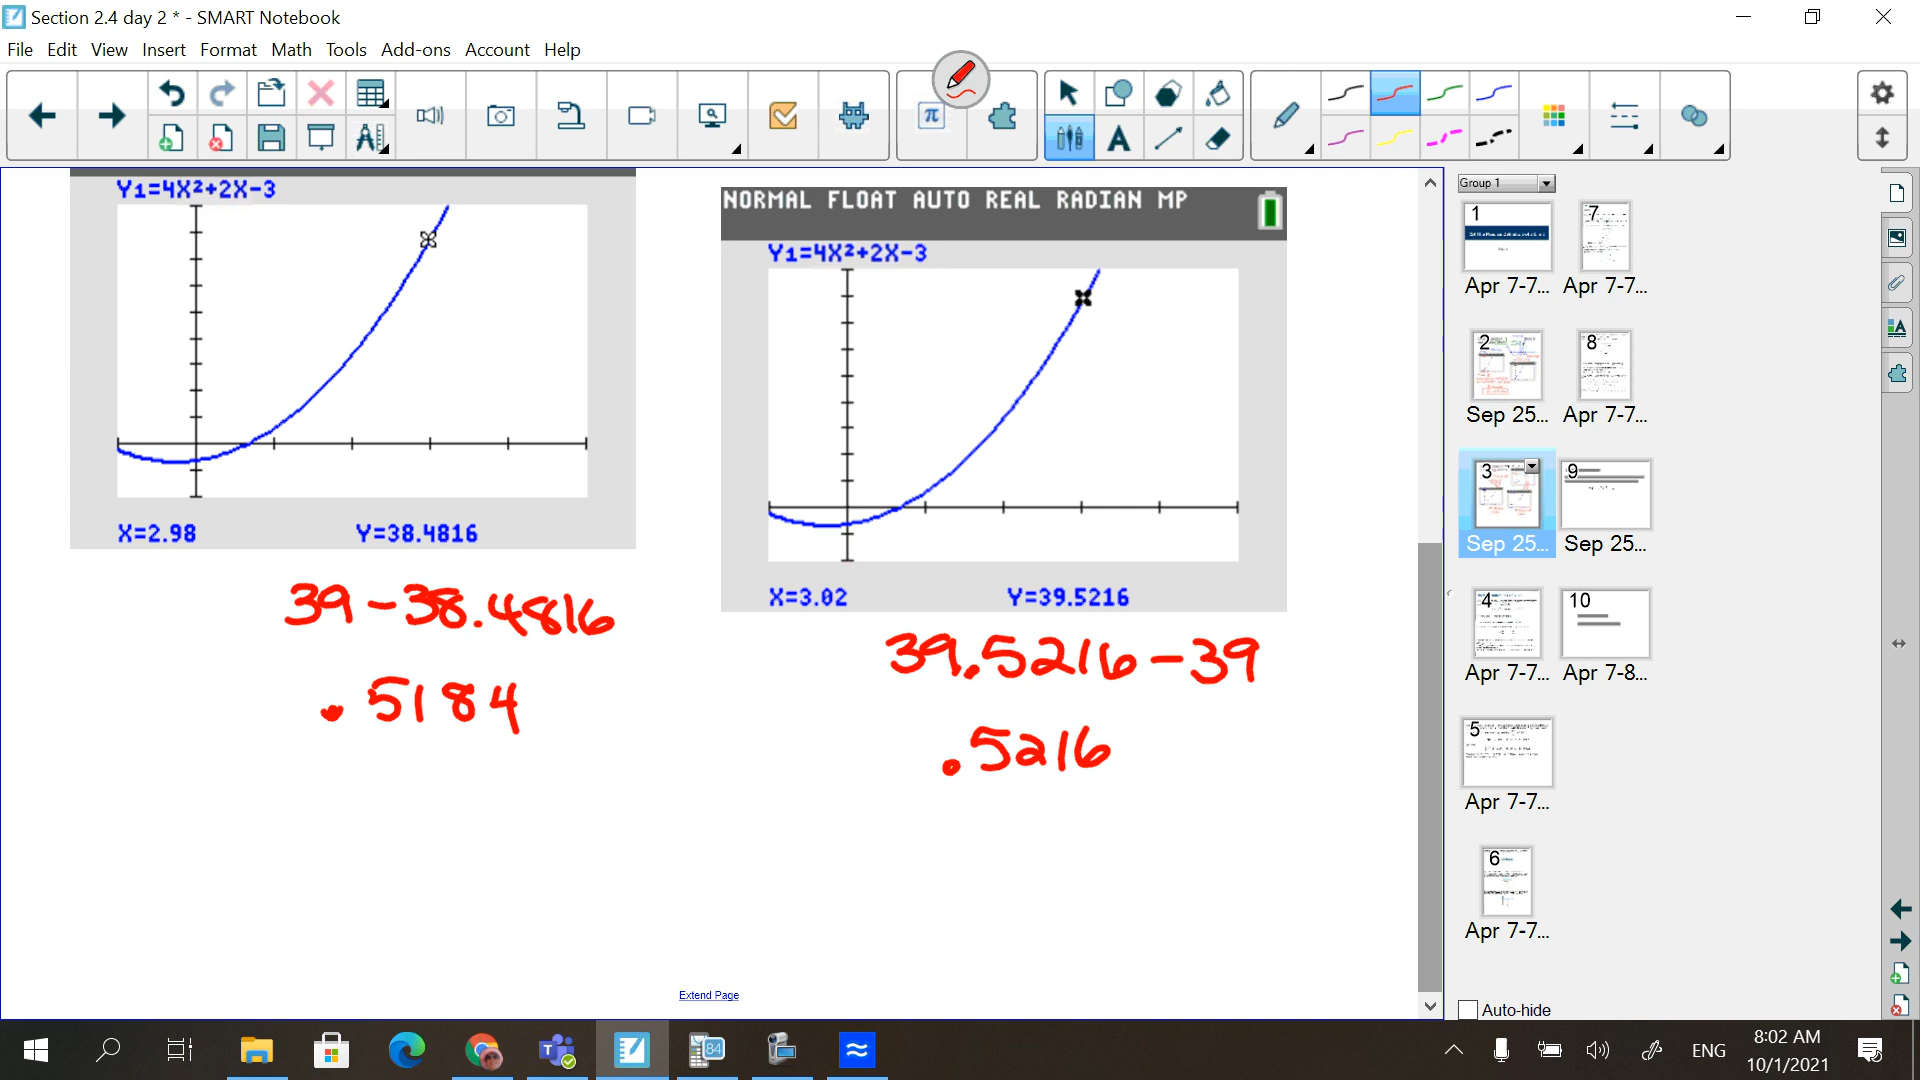 Section 2.4 day 2 * - SMART Notebook
File Edit View Insert Format Math Tools Add-ons Account Help
Y1=4X²+2X-3
X=2.98 Y=38.4816
39-38.4816
.5184
NORMAL FLOAT AUTO REAL RADIAN MP
Y1=4X²+2X-3
X=3.02 Y=39.5216
39.5216-39
.5216
Extend Page
Group 1
1 7
Apr 7-7... Apr 7-7...
2 8
Sep 25... Apr 7-7...
3 9
Sep 25... Sep 25...
4 10
Apr 7-7... Apr 7-8...
5
Apr 7-7...
6
Apr 7-7...
Auto-hide
84
ENG
8:02 AM
10/1/2021